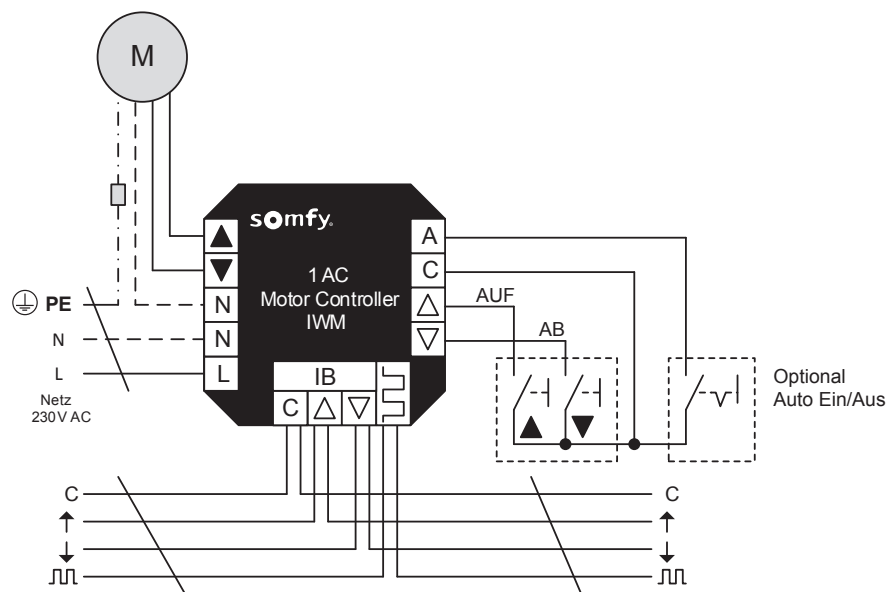 M
somfy.
1 AC
Motor Controller
IWM
▲
▼
N
N
L
A
C
△
▽
IB
C △ ▽
PE
N
L
Netz
230V AC
AUF
AB
▲ ▼
Optional
Auto Ein/Aus
C
C